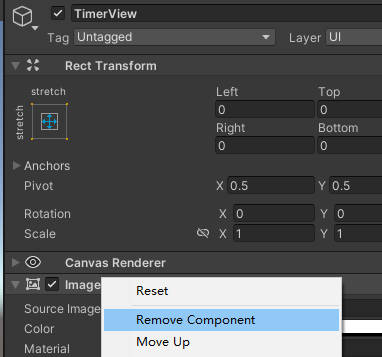 TimerView
Tag Untagged Layer UI
Rect Transform
stretch Left Top
stretch 0 0
Right Bottom
0 0
Anchors
Pivot X 0.5 Y 0.5
Rotation X 0 Y 0
Scale X 1 Y 1
Canvas Renderer
Image
Reset
Source Image
Remove Component
Color
Move Up
Material